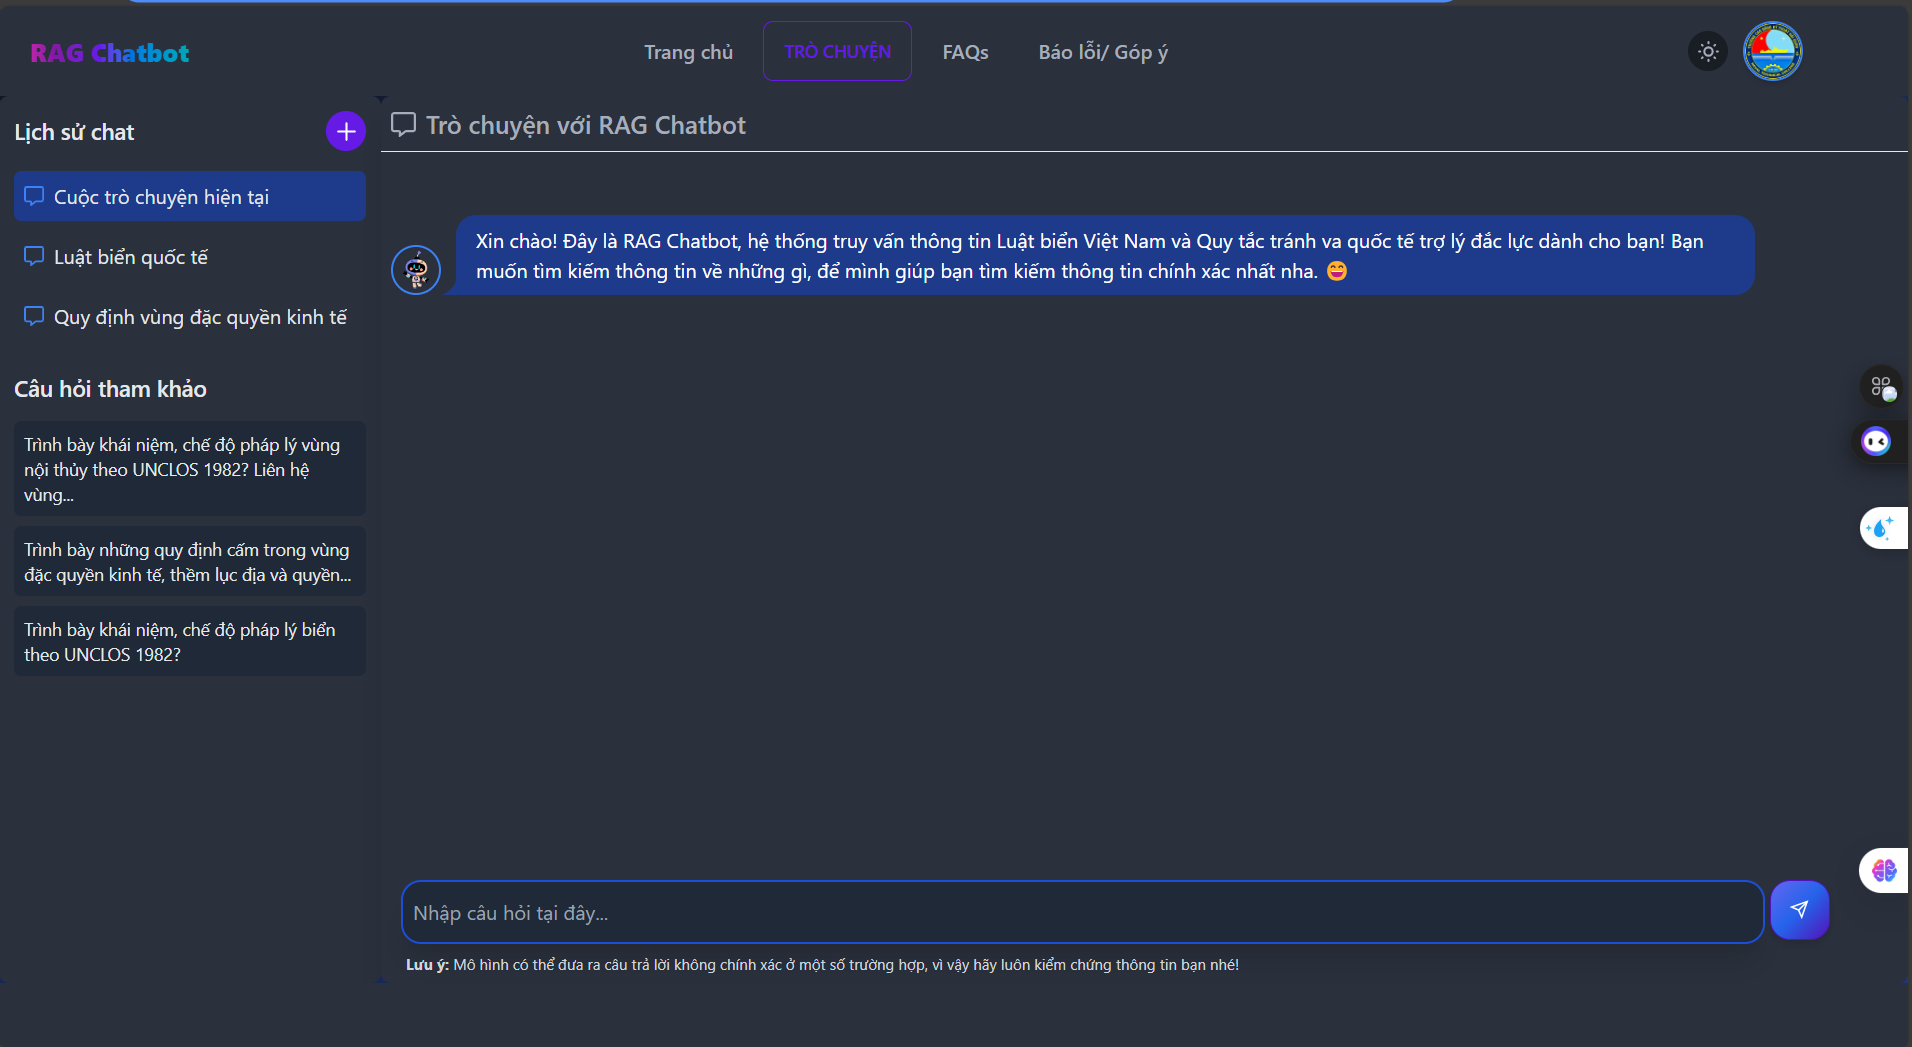 RAG Chatbot
Trang chủ
TRÒ CHUYỆN
FAQs
Báo lỗi/ Góp ý
Lịch sử chat
Cuộc trò chuyện hiện tại
Luật biển quốc tế
Quy định vùng đặc quyền kinh tế
Câu hỏi tham khảo
Trình bày khái niệm, chế độ pháp lý vùng
nội thủy theo UNCLOS 1982? Liên hệ
vùng...
Trình bày những quy định cấm trong vùng
đặc quyền kinh tế, thềm lục địa và quyền...
Trình bày khái niệm, chế độ pháp lý biển
theo UNCLOS 1982?
Trò chuyện với RAG Chatbot
Xin chào! Đây là RAG Chatbot, hệ thống truy vấn thông tin Luật biển Việt Nam và Quy tắc tránh va quốc tế trợ lý đắc lực dành cho bạn! Bạn
muốn tìm kiếm thông tin về những gì, để mình giúp bạn tìm kiếm thông tin chính xác nhất nha. 😄
Nhập câu hỏi tại đây...
Lưu ý: Mô hình có thể đưa ra câu trả lời không chính xác ở một số trường hợp, vì vậy hãy luôn kiểm chứng thông tin bạn nhé!